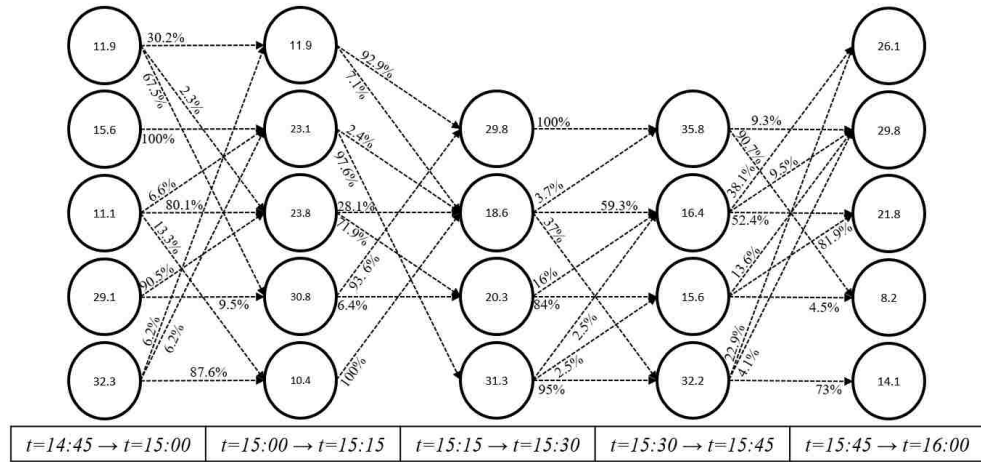 11.9 30.2% 11.9 26.1
67.5% 2.3% 92.9% 7.1%
15.6 100% 23.1 2.4% 97.6% 29.8 100% 35.8 9.3% 90.7% 29.8
38.1% 9.5%
11.1 6.6% 80.1% 13.3% 23.8 28.1% 71.9% 18.6 3.7% 59.3% 37% 16.4 52.4% 21.8
29.1 90.5% 9.5% 30.8 93.6% 6.4% 20.3 16% 84% 15.6 13.6% 81.9% 4.5% 8.2
6.2% 6.2% 2.5% 2.5% 22.9% 4.1%
32.3 87.6% 10.4 100% 31.3 95% 32.2 73% 14.1
t=14:45 → t=15:00 t=15:00 → t=15:15 t=15:15 → t=15:30 t=15:30 → t=15:45 t=15:45 → t=16:00